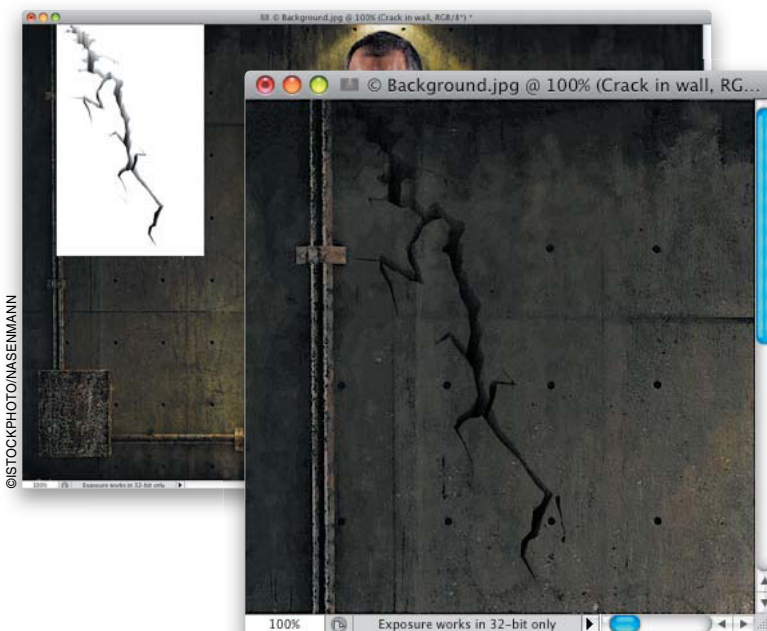 © Background.jpg @ 100% (Crack in wall, RGB/8*) *
© Background.jpg @ 100% (Crack in wall, RG...
©ISTOCKPHOTO/NASENMANN
100% Exposure works in 32-bit only
100% Exposure works in 32-bit only